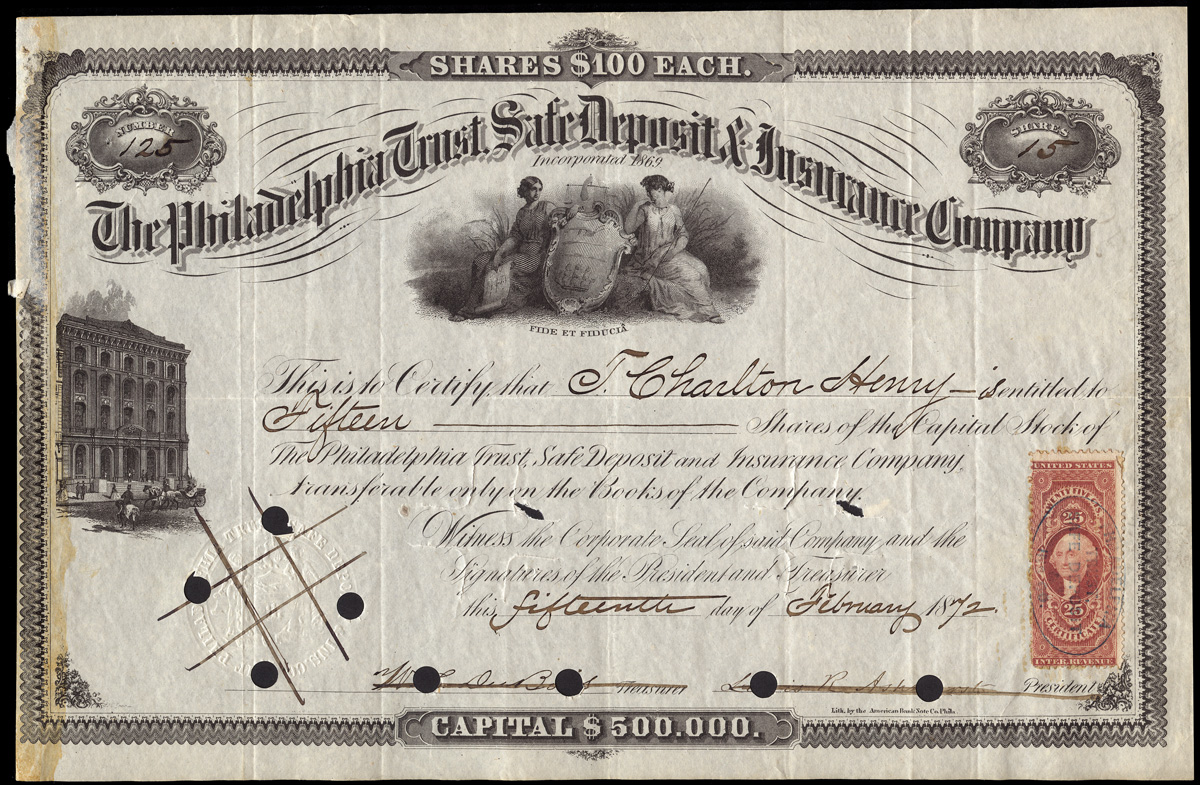 SHARES $100 EACH.
NUMBER
125
SHARES
15
The Philadelphia Trust, Safe Deposit & Insurance Company
Incorporated 1869
FIDE ET FIDUCIÂ
This is to Certify, that T. Charlton Henry is entitled to
Fifteen Shares of the Capital Stock of
The Philadelphia Trust, Safe Deposit and Insurance Company,
transferable only on the Books of the Company.
Witness the Corporate Seal of said Company and the
Signatures of the President and Treasurer
this fifteenth day of February 1872.
UNITED STATES
TWENTY FIVE CTS.
25
25
CERTIFICATE
INTER. REVENUE
Treasurer
President
Lith. by the American Bank Note Co. Phila.
CAPITAL $500.000.